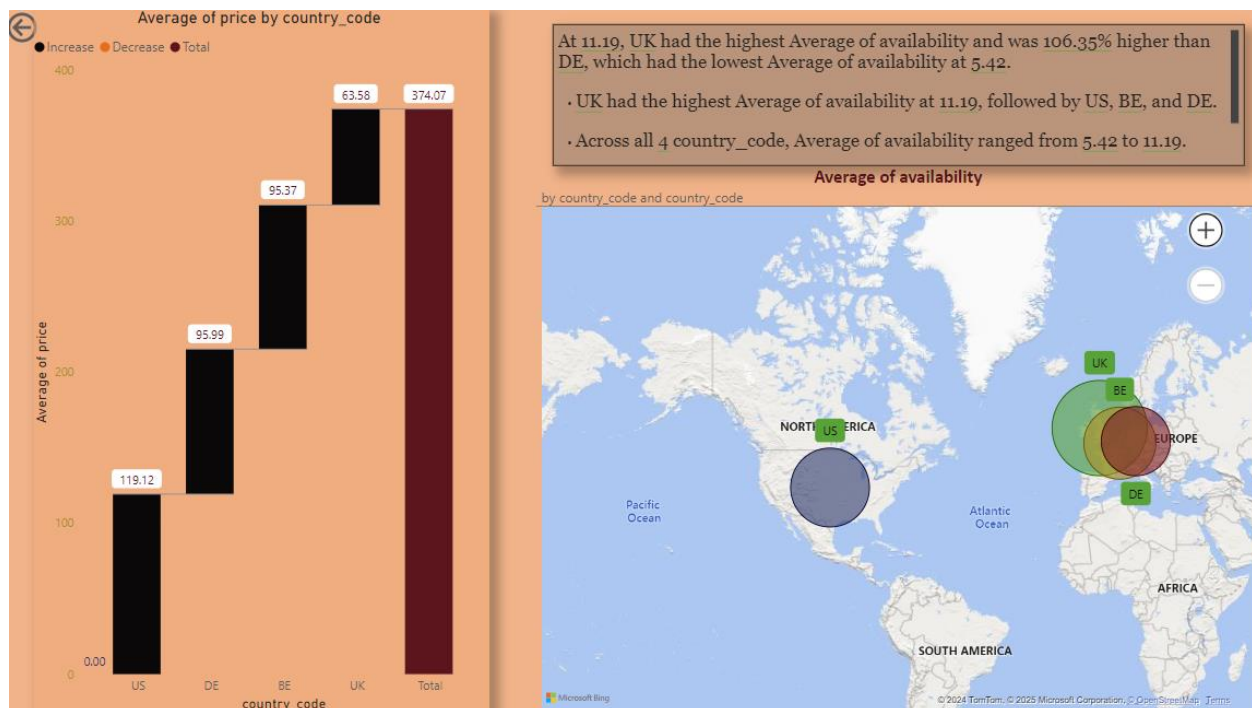 Average of price by country_code
Increase Decrease Total
400
300
200
100
0
Average of price
0.00
119.12
95.99
95.37
63.58
374.07
US DE BE UK Total
country_code
At 11.19, UK had the highest Average of availability and was 106.35% higher than
DE, which had the lowest Average of availability at 5.42.
· UK had the highest Average of availability at 11.19, followed by US, BE, and DE.
· Across all 4 country_code, Average of availability ranged from 5.42 to 11.19.
Average of availability
by country_code and country_code
UK
BE
US
NORTH AMERICA
EUROPE
DE
Pacific
Ocean
Atlantic
Ocean
AFRICA
SOUTH AMERICA
Microsoft Bing
© 2024 TomTom, © 2025 Microsoft Corporation, © OpenStreetMap Terms